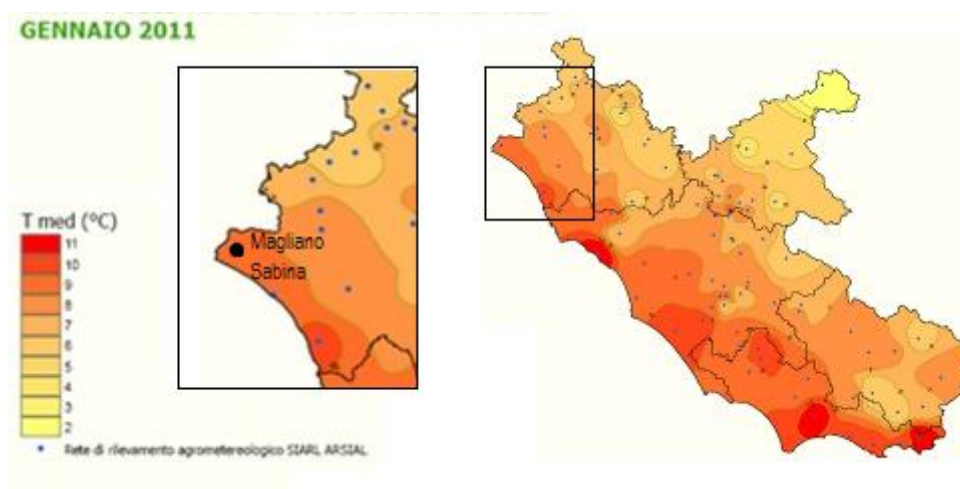 GENNAIO 2011
Magliano
Sabina
T med (°C)
11
10
9
8
7
6
5
4
3
2
Rete di rilevamento agrometereologico SIARL ARSIAL